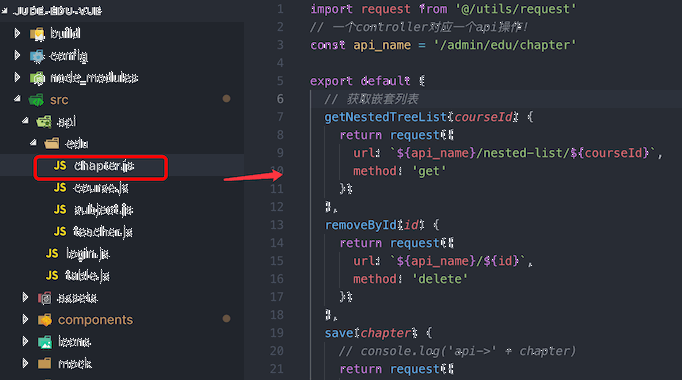 JUDE-EDU-VUE
build
config
node_modules
src
api
edu
JS chapter.js
JS course.js
JS subject.js
JS teacher.js
JS login.js
JS table.js
assets
components
icons
mock
1 import request from '@/utils/request'
2 // 一个controller对应一个api操作!
3 const api_name = '/admin/edu/chapter'
4
5 export default {
6 // 获取嵌套列表
7 getNestedTreeList(courseId) {
8 return request({
9 url: `${api_name}/nested-list/${courseId}`,
10 method: 'get'
11 })
12 },
13 removeById(id) {
14 return request({
15 url: `${api_name}/${id}`,
16 method: 'delete'
17 })
18 },
19 save(chapter) {
20 // console.log('api->' + chapter)
21 return request({